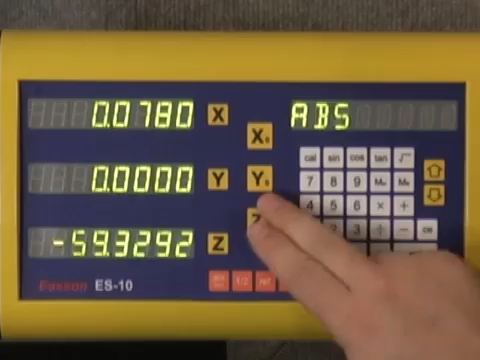 0.0780 X
X₀
ABS
0.0000 Y
Y₀
-59.3292 Z
Easson ES-10
1/2
cal sin cos tan √
7 8 9
4 5 6 × +
2 3 ÷ −
CE